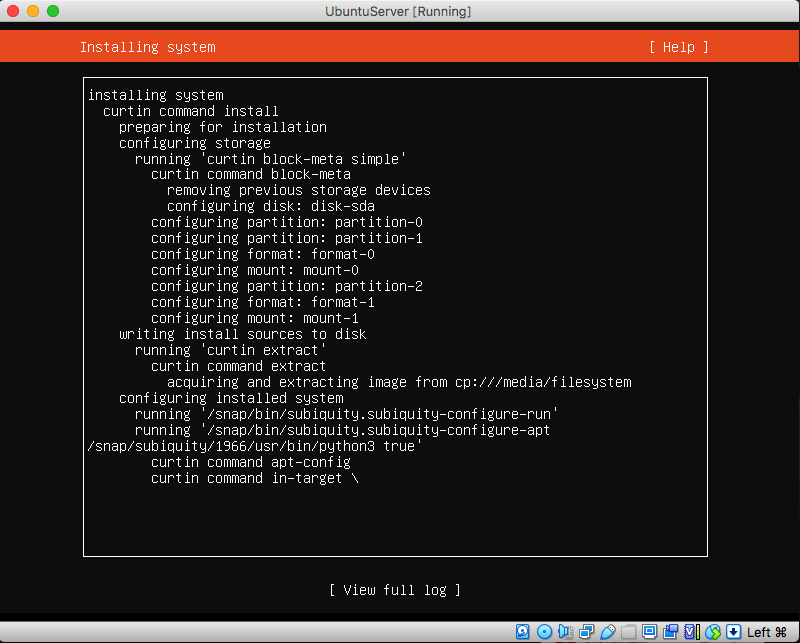 UbuntuServer [Running]
Installing system [ Help ]
installing system
curtin command install
preparing for installation
configuring storage
running 'curtin block-meta simple'
curtin command block-meta
removing previous storage devices
configuring disk: disk-sda
configuring partition: partition-0
configuring partition: partition-1
configuring format: format-0
configuring mount: mount-0
configuring partition: partition-2
configuring format: format-1
configuring mount: mount-1
writing install sources to disk
running 'curtin extract'
curtin command extract
acquiring and extracting image from cp:///media/filesystem
configuring installed system
running '/snap/bin/subiquity.subiquity-configure-run'
running '/snap/bin/subiquity.subiquity-configure-apt
/snap/subiquity/1966/usr/bin/python3 true'
curtin command apt-config
curtin command in-target \
[ View full log ]
Left ⌘